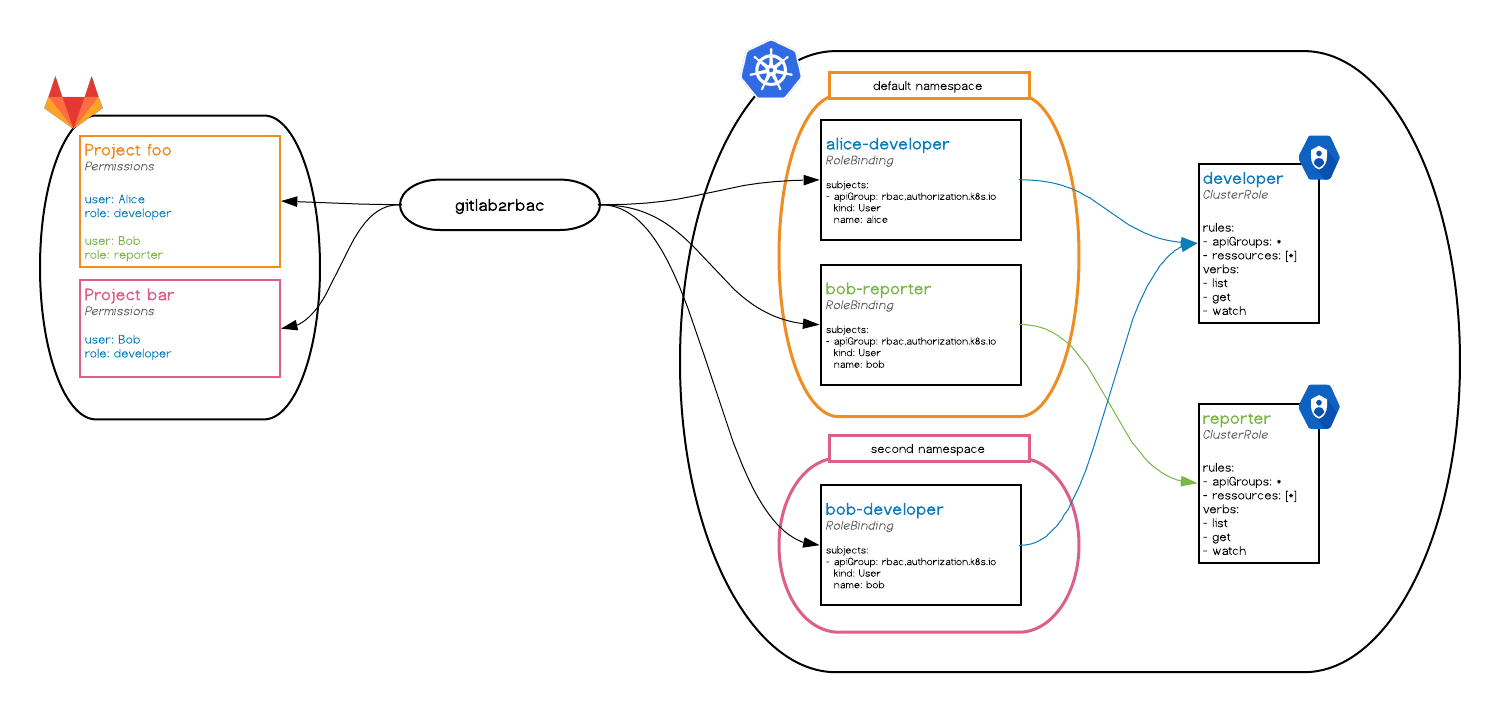 Project foo
Permissions
user: Alice
role: developer
user: Bob
role: reporter
Project bar
Permissions
user: Bob
role: developer
gitlab2rbac
default namespace
alice-developer
RoleBinding
subjects:
- apiGroup: rbac.authorization.k8s.io
kind: User
name: alice
bob-reporter
RoleBinding
subjects:
- apiGroup: rbac.authorization.k8s.io
kind: User
name: bob
second namespace
bob-developer
RoleBinding
subjects:
- apiGroup: rbac.authorization.k8s.io
kind: User
name: bob
developer
ClusterRole
rules:
- apiGroups: *
- ressources: [*]
verbs:
- list
- get
- watch
reporter
ClusterRole
rules:
- apiGroups: *
- ressources: [*]
verbs:
- list
- get
- watch